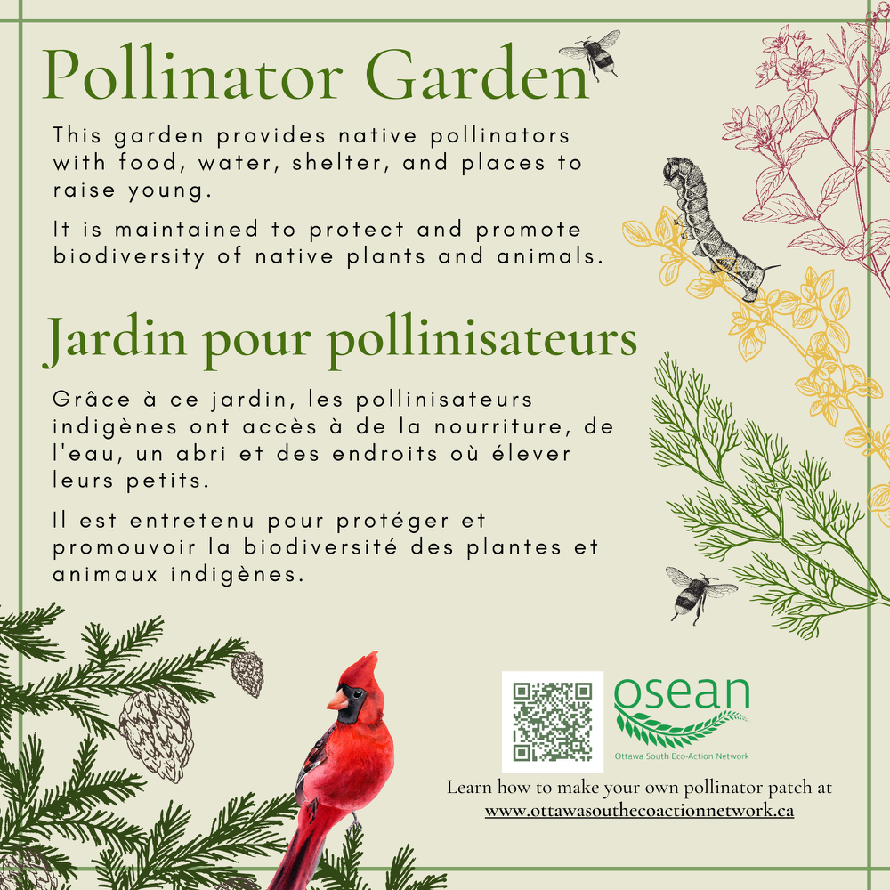 Pollinator Garden
This garden provides native pollinators
with food, water, shelter, and places to
raise young.
It is maintained to protect and promote
biodiversity of native plants and animals.
Jardin pour pollinisateurs
Grâce à ce jardin, les pollinisateurs
indigènes ont accès à de la nourriture, de
l'eau, un abri et des endroits où élever
leurs petits.
Il est entretenu pour protéger et
promouvoir la biodiversité des plantes et
animaux indigènes.
osean
Ottawa South Eco-Action Network
Learn how to make your own pollinator patch at
www.ottawasouthecoactionnetwork.ca